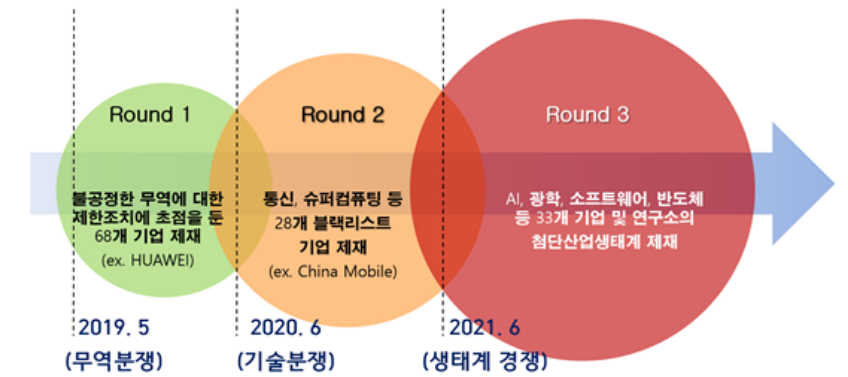 Round 1
불공정한 무역에 대한
제한조치에 초점을 둔
68개 기업 제재
(ex. HUAWEI)
Round 2
통신, 슈퍼컴퓨팅 등
28개 블랙리스트
기업 제재
(ex. China Mobile)
Round 3
AI, 광학, 소프트웨어, 반도체
등 33개 기업 및 연구소의
첨단산업생태계 제재
2019. 5
(무역분쟁)
2020. 6
(기술분쟁)
2021. 6
(생태계 경쟁)